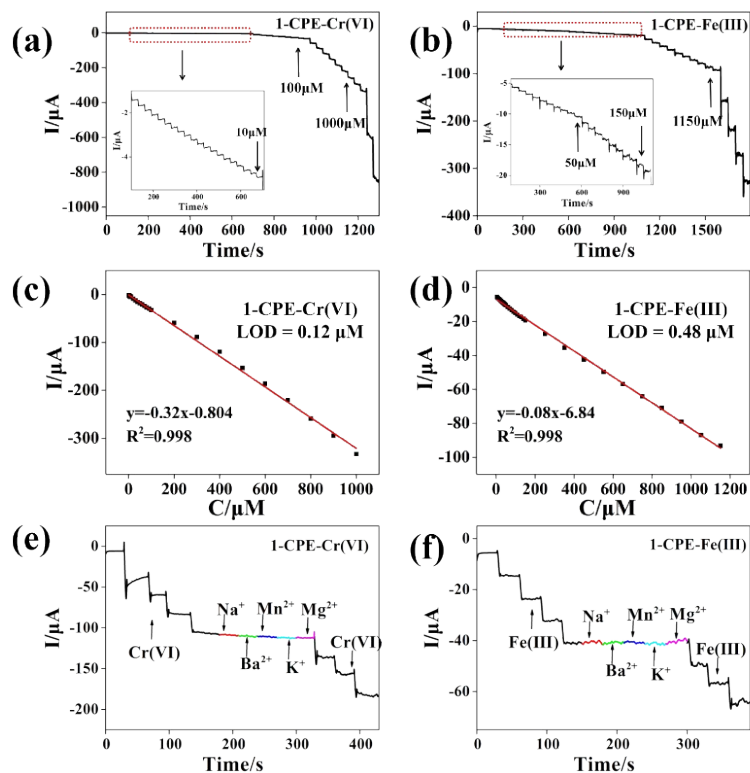 (a)
1-CPE-Cr(VI)
I/µA
0
-200
-400
-600
-800
-1000
100µM
1000µM
I/µA
-2
-4
10µM
200
400
600
Time/s
0
200
400
600
800
1000
1200
Time/s
(b)
1-CPE-Fe(III)
I/µA
0
-100
-200
-300
-400
1150µM
I/µA
-5
-10
-15
-20
50µM
150µM
300
600
900
Time/s
0
300
600
900
1200
1500
1800
Time/s
(c)
1-CPE-Cr(VI)
LOD = 0.12 µM
I/µA
0
-100
-200
-300
y=-0.32x-0.804
R²=0.998
0
200
400
600
800
1000
C/µM
(d)
1-CPE-Fe(III)
LOD = 0.48 µM
I/µA
0
-20
-40
-60
-80
-100
y=-0.08x-6.84
R²=0.998
0
200
400
600
800
1000
1200
C/µM
(e)
1-CPE-Cr(VI)
I/µA
0
-50
-100
-150
-200
Cr(VI)
Na⁺
Ba²⁺
Mn²⁺
K⁺
Mg²⁺
Cr(VI)
0
100
200
300
400
Time/s
(f)
1-CPE-Fe(III)
I/µA
0
-20
-40
-60
-80
Fe(III)
Na⁺
Ba²⁺
Mn²⁺
K⁺
Mg²⁺
Fe(III)
0
100
200
300
Time/s